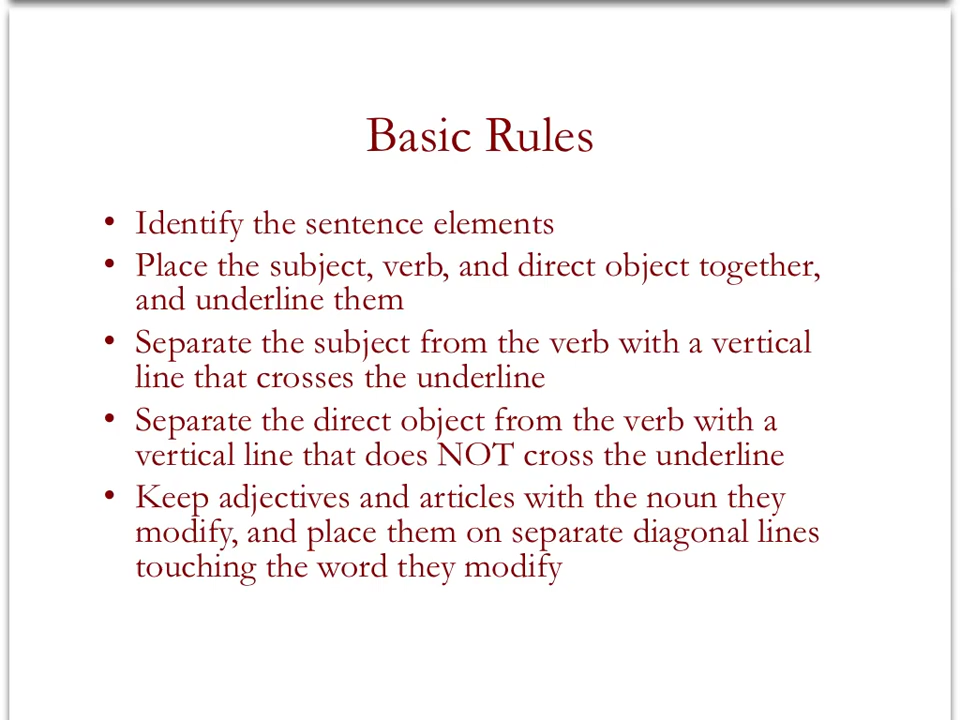 Basic Rules
• Identify the sentence elements
• Place the subject, verb, and direct object together,
and underline them
• Separate the subject from the verb with a vertical
line that crosses the underline
• Separate the direct object from the verb with a
vertical line that does NOT cross the underline
• Keep adjectives and articles with the noun they
modify, and place them on separate diagonal lines
touching the word they modify